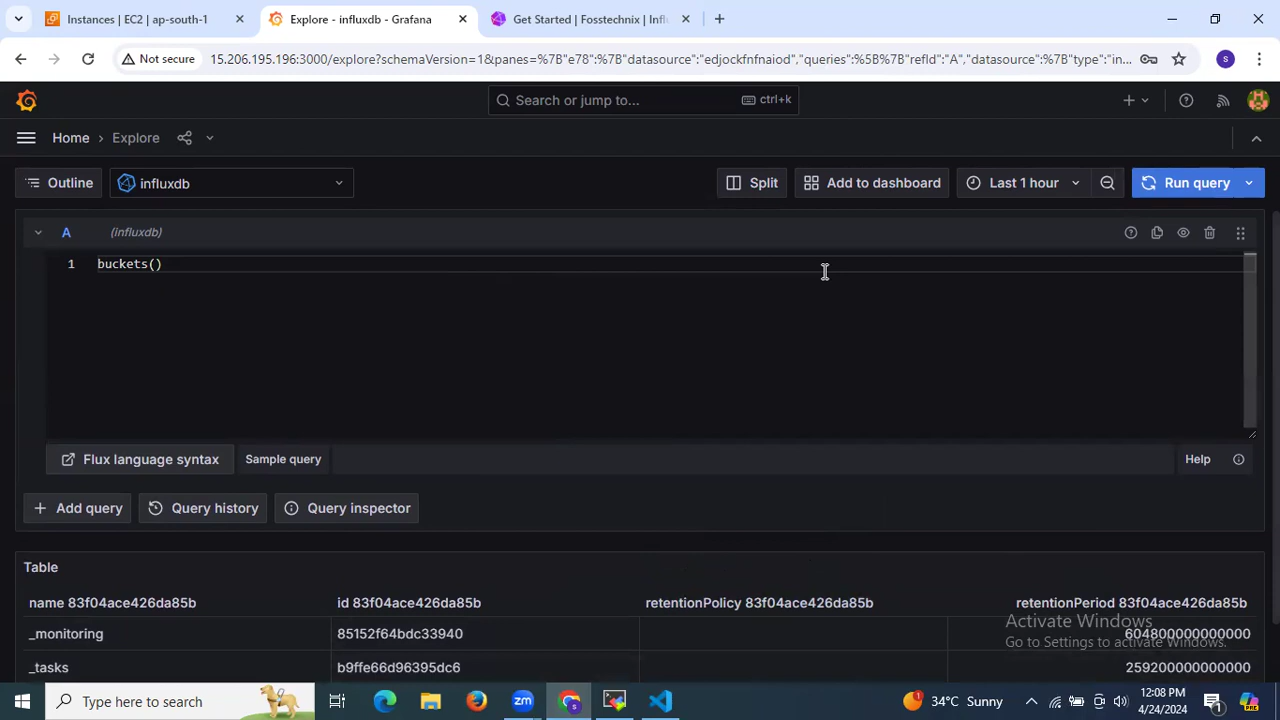 Instances | EC2 | ap-south-1
Explore - influxdb - Grafana
Get Started | Fosstechnix | Infl
Not secure
15.206.195.196:3000/explore?schemaVersion=1&panes=%7B"e78":%7B"datasource":"edjockfnfnaiod","queries":%5B%7B"refId":"A","datasource":%7B"type":"in...
s
Search or jump to...
ctrl+k
Home
Explore
Outline
influxdb
Split
Add to dashboard
Last 1 hour
Run query
A
(influxdb)
1
buckets()
Flux language syntax
Sample query
Help
Add query
Query history
Query inspector
Table
name 83f04ace426da85b
id 83f04ace426da85b
retentionPolicy 83f04ace426da85b
retentionPeriod 83f04ace426da85b
_monitoring
85152f64bdc33940
604800000000000
_tasks
b9ffe66d96395dc6
259200000000000
Activate Windows
Go to Settings to activate Windows.
Type here to search
zm
s
1
34°C Sunny
12:08 PM
4/24/2024
1
PRE